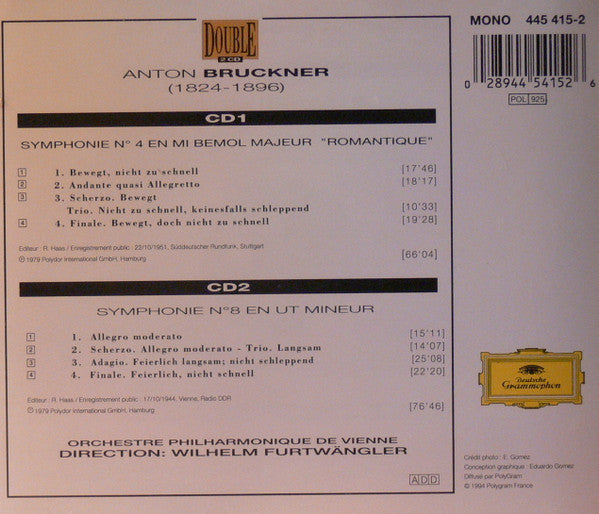 DOUBLE
2 CD
MONO 445 415-2
0 28944 54152 6
POL 925
ANTON BRUCKNER
(1824-1896)
CD1
SYMPHONIE N° 4 EN MI BEMOL MAJEUR "ROMANTIQUE"
1 1. Bewegt, nicht zu schnell [17'46]
2 2. Andante quasi Allegretto [18'17]
3 3. Scherzo. Bewegt
Trio. Nicht zu schnell, keinesfalls schleppend [10'33]
4 4. Finale. Bewegt, doch nicht zu schnell [19'28]
Editeur : R. Haas / Enregistrement public : 22/10/1951, Süddeutscher Rundfunk, Stuttgart
[66'04]
℗ 1979 Polydor International GmbH, Hamburg
CD2
SYMPHONIE N°8 EN UT MINEUR
1 1. Allegro moderato [15'11]
2 2. Scherzo. Allegro moderato - Trio. Langsam [14'07]
3 3. Adagio. Feierlich langsam; nicht schleppend [25'08]
4 4. Finale. Feierlich, nicht schnell [22'20]
Editeur : R. Haas / Enregistrement public : 17/10/1944, Vienne, Radio DDR
℗ 1979 Polydor International GmbH, Hamburg [76'46]
ORCHESTRE PHILHARMONIQUE DE VIENNE
DIRECTION: WILHELM FURTWÄNGLER
ADD
Deutsche
Grammophon
Crédit photo : E. Gomez
Conception graphique : Eduardo Gomez
Diffusé par PolyGram
© 1994 Polygram France